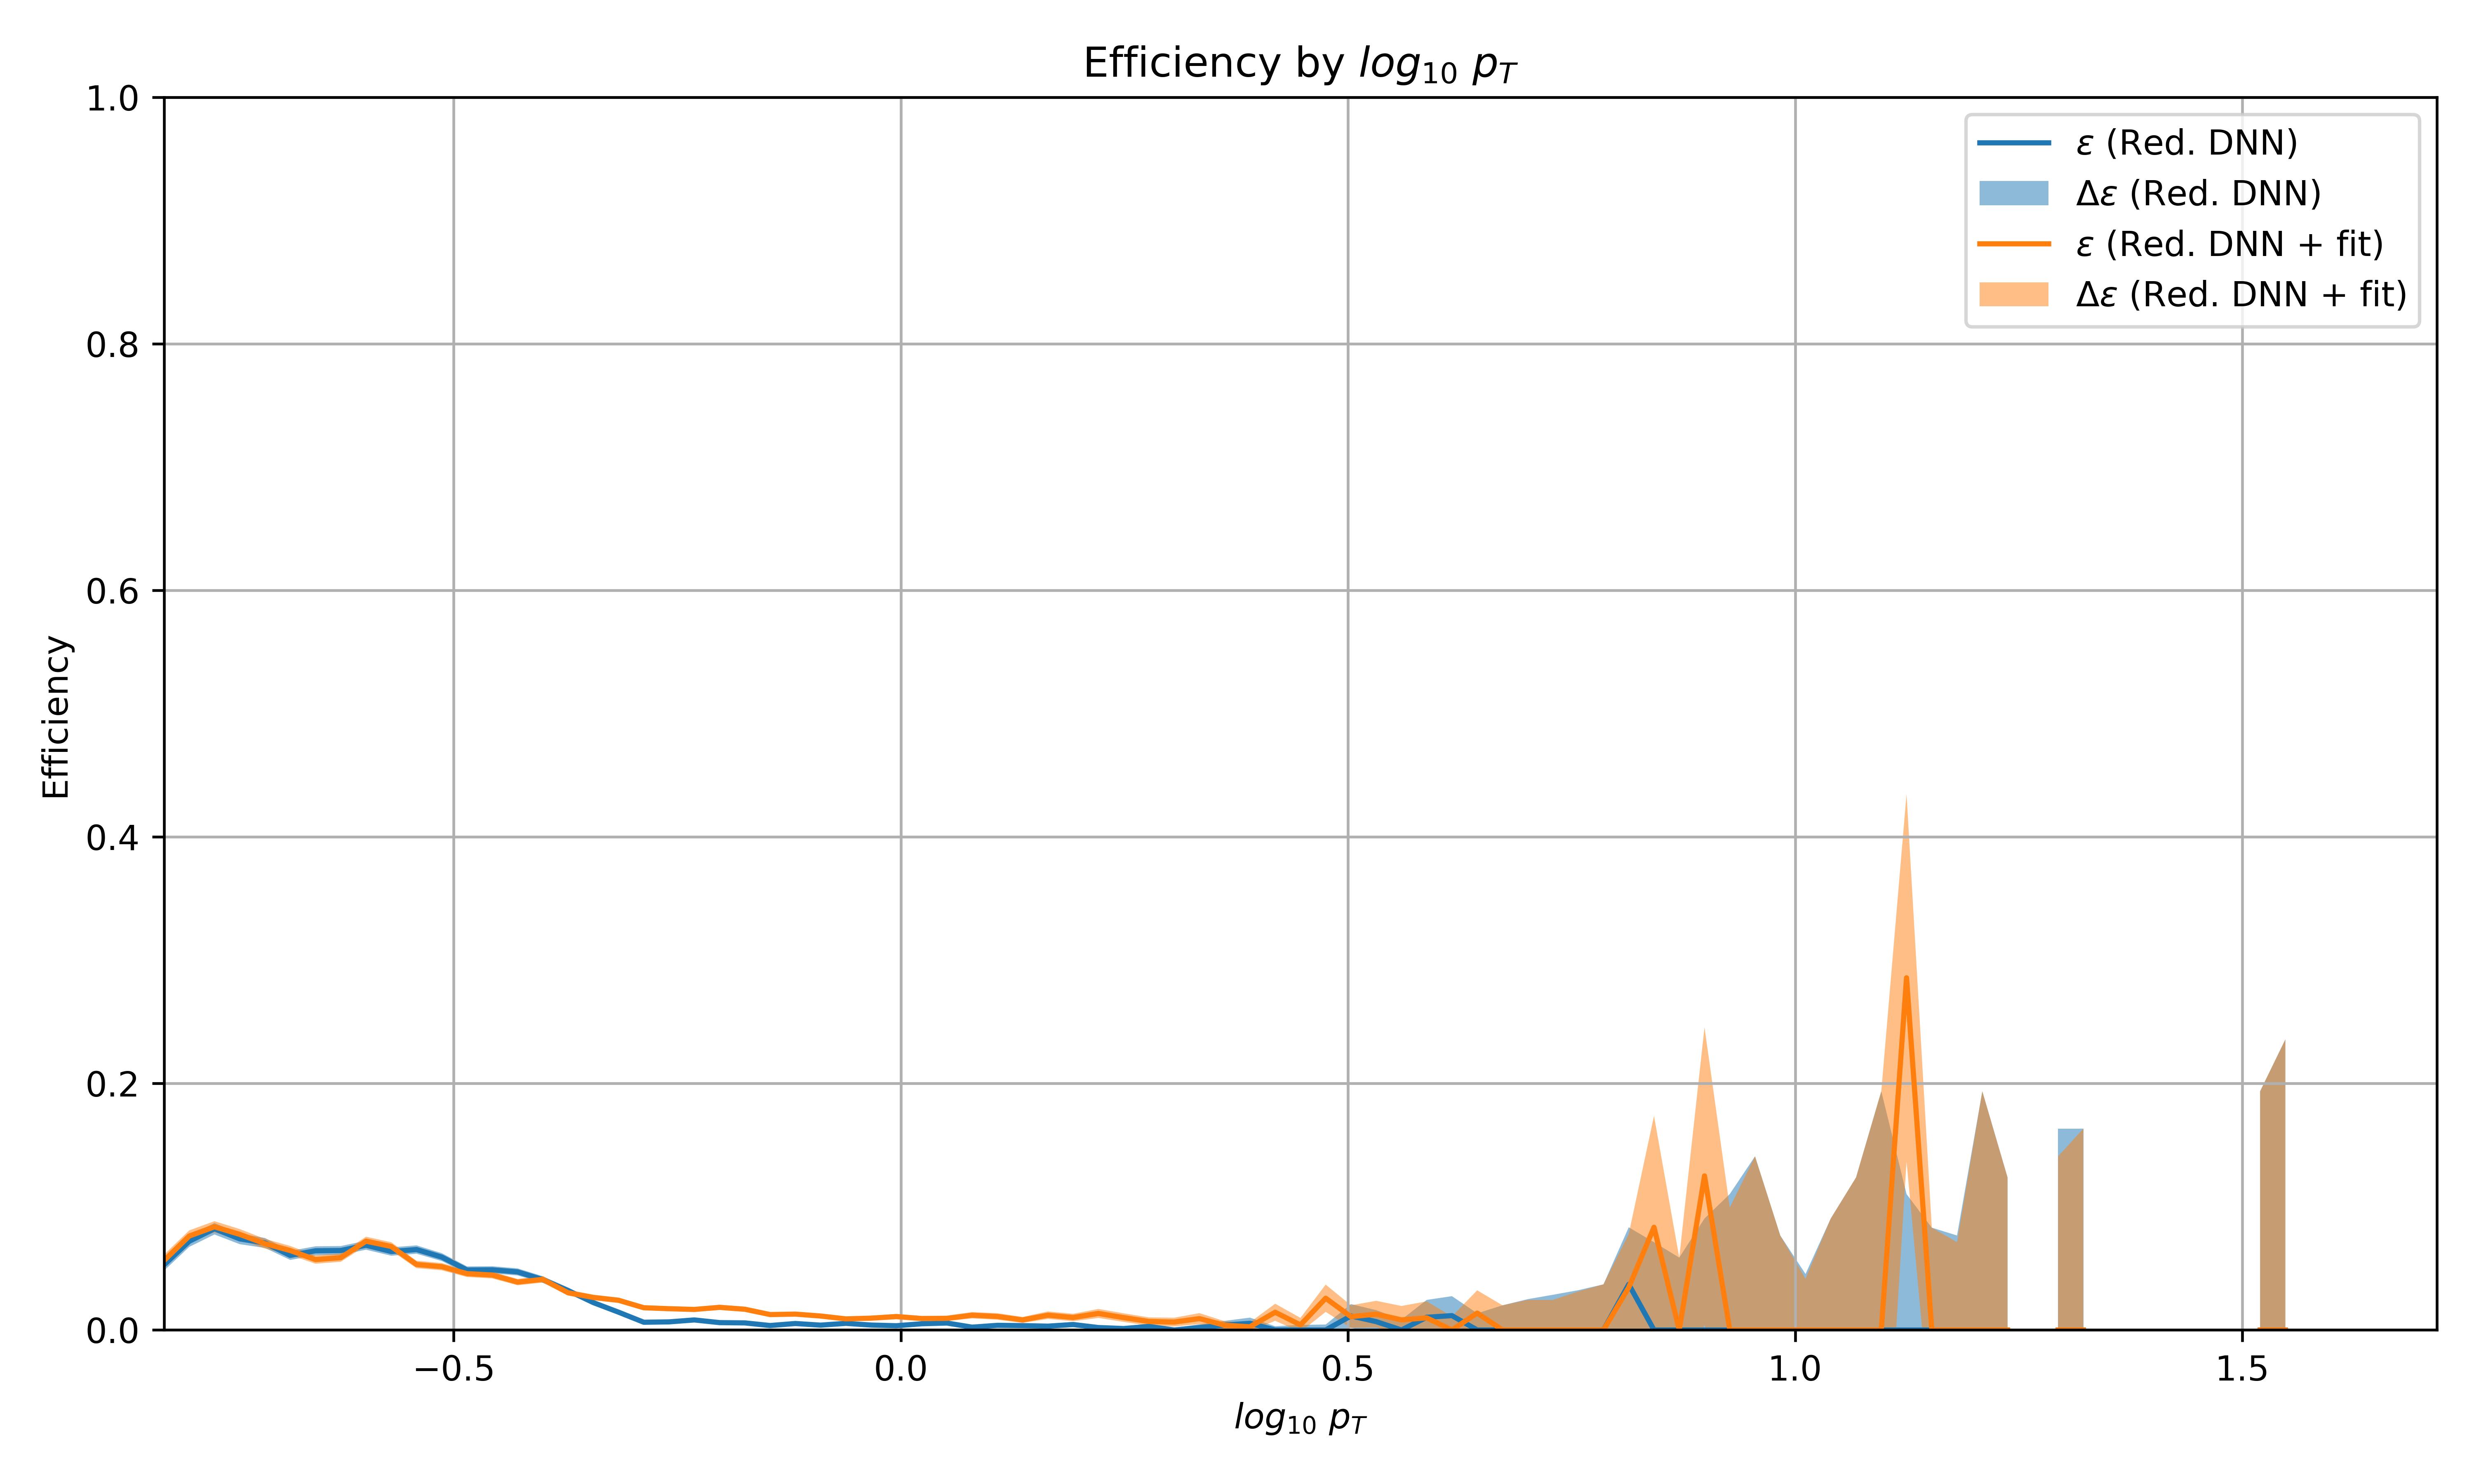 Efficiency by log₁₀ p_T
1.0
0.8
0.6
0.4
0.2
0.0
Efficiency
−0.5
0.0
0.5
1.0
1.5
log₁₀ p_T
ε (Red. DNN)
Δε (Red. DNN)
ε (Red. DNN + fit)
Δε (Red. DNN + fit)